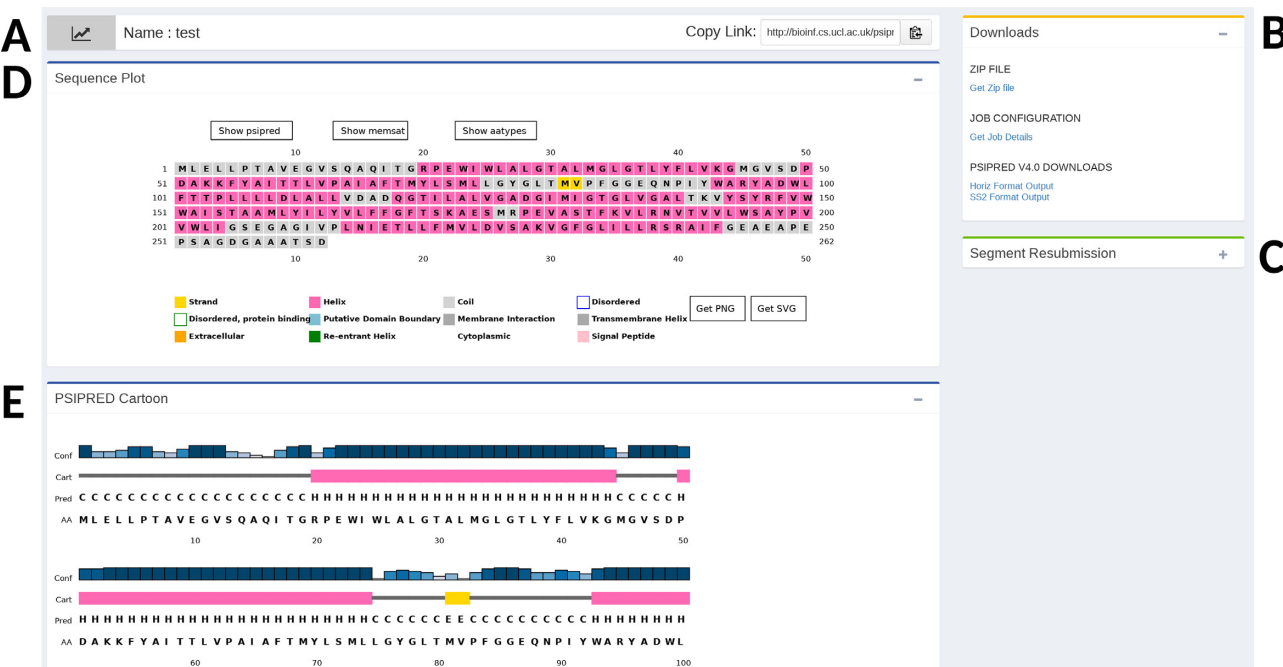 A
Name : test
Copy Link:
http://bioinf.cs.ucl.ac.uk/psipr
B
Downloads
ZIP FILE
Get Zip file
JOB CONFIGURATION
Get Job Details
PSIPRED V4.0 DOWNLOADS
Horiz Format Output
SS2 Format Output
C
Segment Resubmission
D
Sequence Plot
Show psipred Show memsat Show aatypes
10 20 30 40 50
1 M L E L L P T A V E G V S Q A Q I T G R P E W I W L A L G T A L M G L G T L Y F L V K G M G V S D P 50
51 D A K K F Y A I T T L V P A I A F T M Y L S M L L G Y G L T M V P F G G E Q N P I Y W A R Y A D W L 100
101 F T T P L L L L D L A L L V D A D Q G T I L A L V G A D G I M I G T G L V G A L T K V Y S Y R F V W 150
151 W A I S T A A M L Y I L Y V L F F G F T S K A E S M R P E V A S T F K V L R N V T V V L W S A Y P V 200
201 V W L I G S E G A G I V P L N I E T L L F M V L D V S A K V G F G L I L L R S R A I F G E A E A P E 250
251 P S A G D G A A A T S D 262
10 20 30 40 50
Strand Helix Coil Disordered
Disordered, protein binding Putative Domain Boundary Membrane Interaction Transmembrane Helix
Extracellular Re-entrant Helix Cytoplasmic Signal Peptide
Get PNG Get SVG
E
PSIPRED Cartoon
Conf
Cart
Pred C C C C C C C C C C C C C C C C C C C H H H H H H H H H H H H H H H H H H H H H H H H H C C C C C H
AA M L E L L P T A V E G V S Q A Q I T G R P E W I W L A L G T A L M G L G T L Y F L V K G M G V S D P
10 20 30 40 50
Conf
Cart
Pred H H H H H H H H H H H H H H H H H H H H H H H H C C C C C C E E C C C C C C C C C C H H H H H H H H
AA D A K K F Y A I T T L V P A I A F T M Y L S M L L G Y G L T M V P F G G E Q N P I Y W A R Y A D W L
60 70 80 90 100